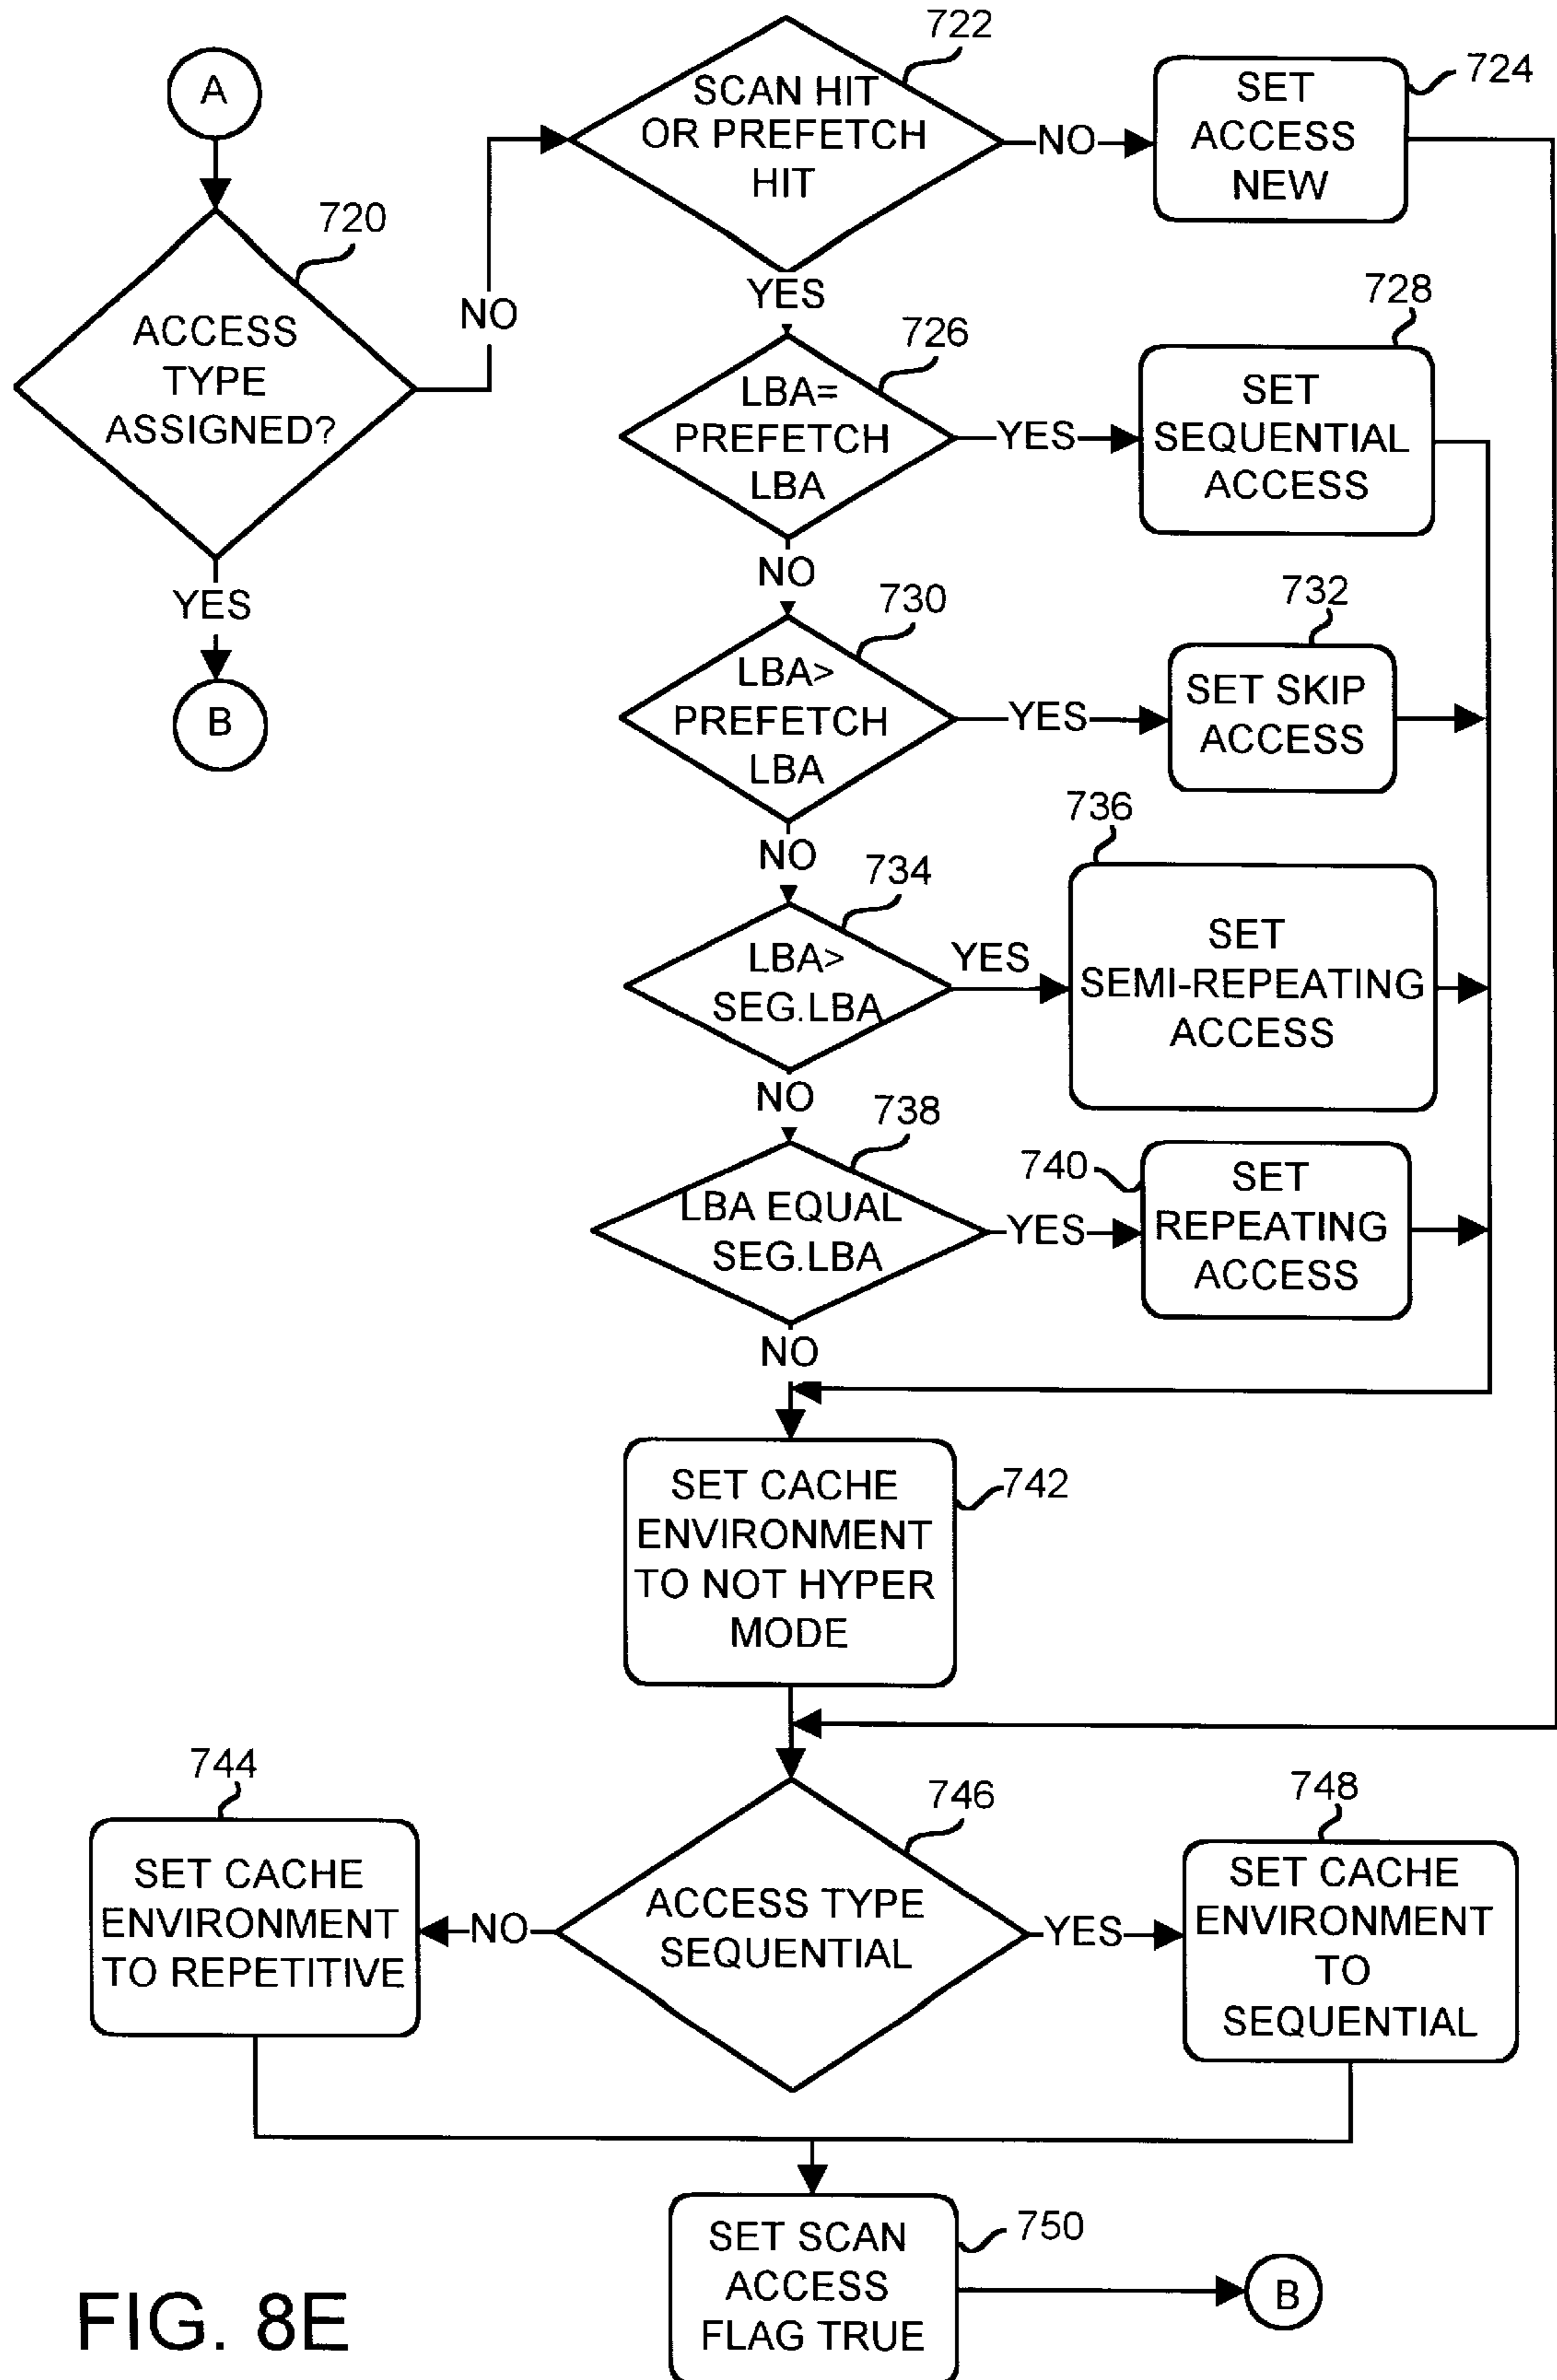 A
720
ACCESS
TYPE
ASSIGNED?
NO
YES
B
722
SCAN HIT
OR PREFETCH
HIT
NO
724
SET
ACCESS
NEW
YES
726
LBA=
PREFETCH
LBA
YES
728
SET
SEQUENTIAL
ACCESS
NO
730
LBA>
PREFETCH
LBA
YES
732
SET SKIP
ACCESS
NO
734
LBA>
SEG.LBA
YES
736
SET
SEMI-REPEATING
ACCESS
NO
738
LBA EQUAL
SEG.LBA
YES
740
SET
REPEATING
ACCESS
NO
742
SET CACHE
ENVIRONMENT
TO NOT HYPER
MODE
744
SET CACHE
ENVIRONMENT
TO REPETITIVE
NO
746
ACCESS TYPE
SEQUENTIAL
YES
748
SET CACHE
ENVIRONMENT
TO
SEQUENTIAL
750
SET SCAN
ACCESS
FLAG TRUE
B
FIG. 8E